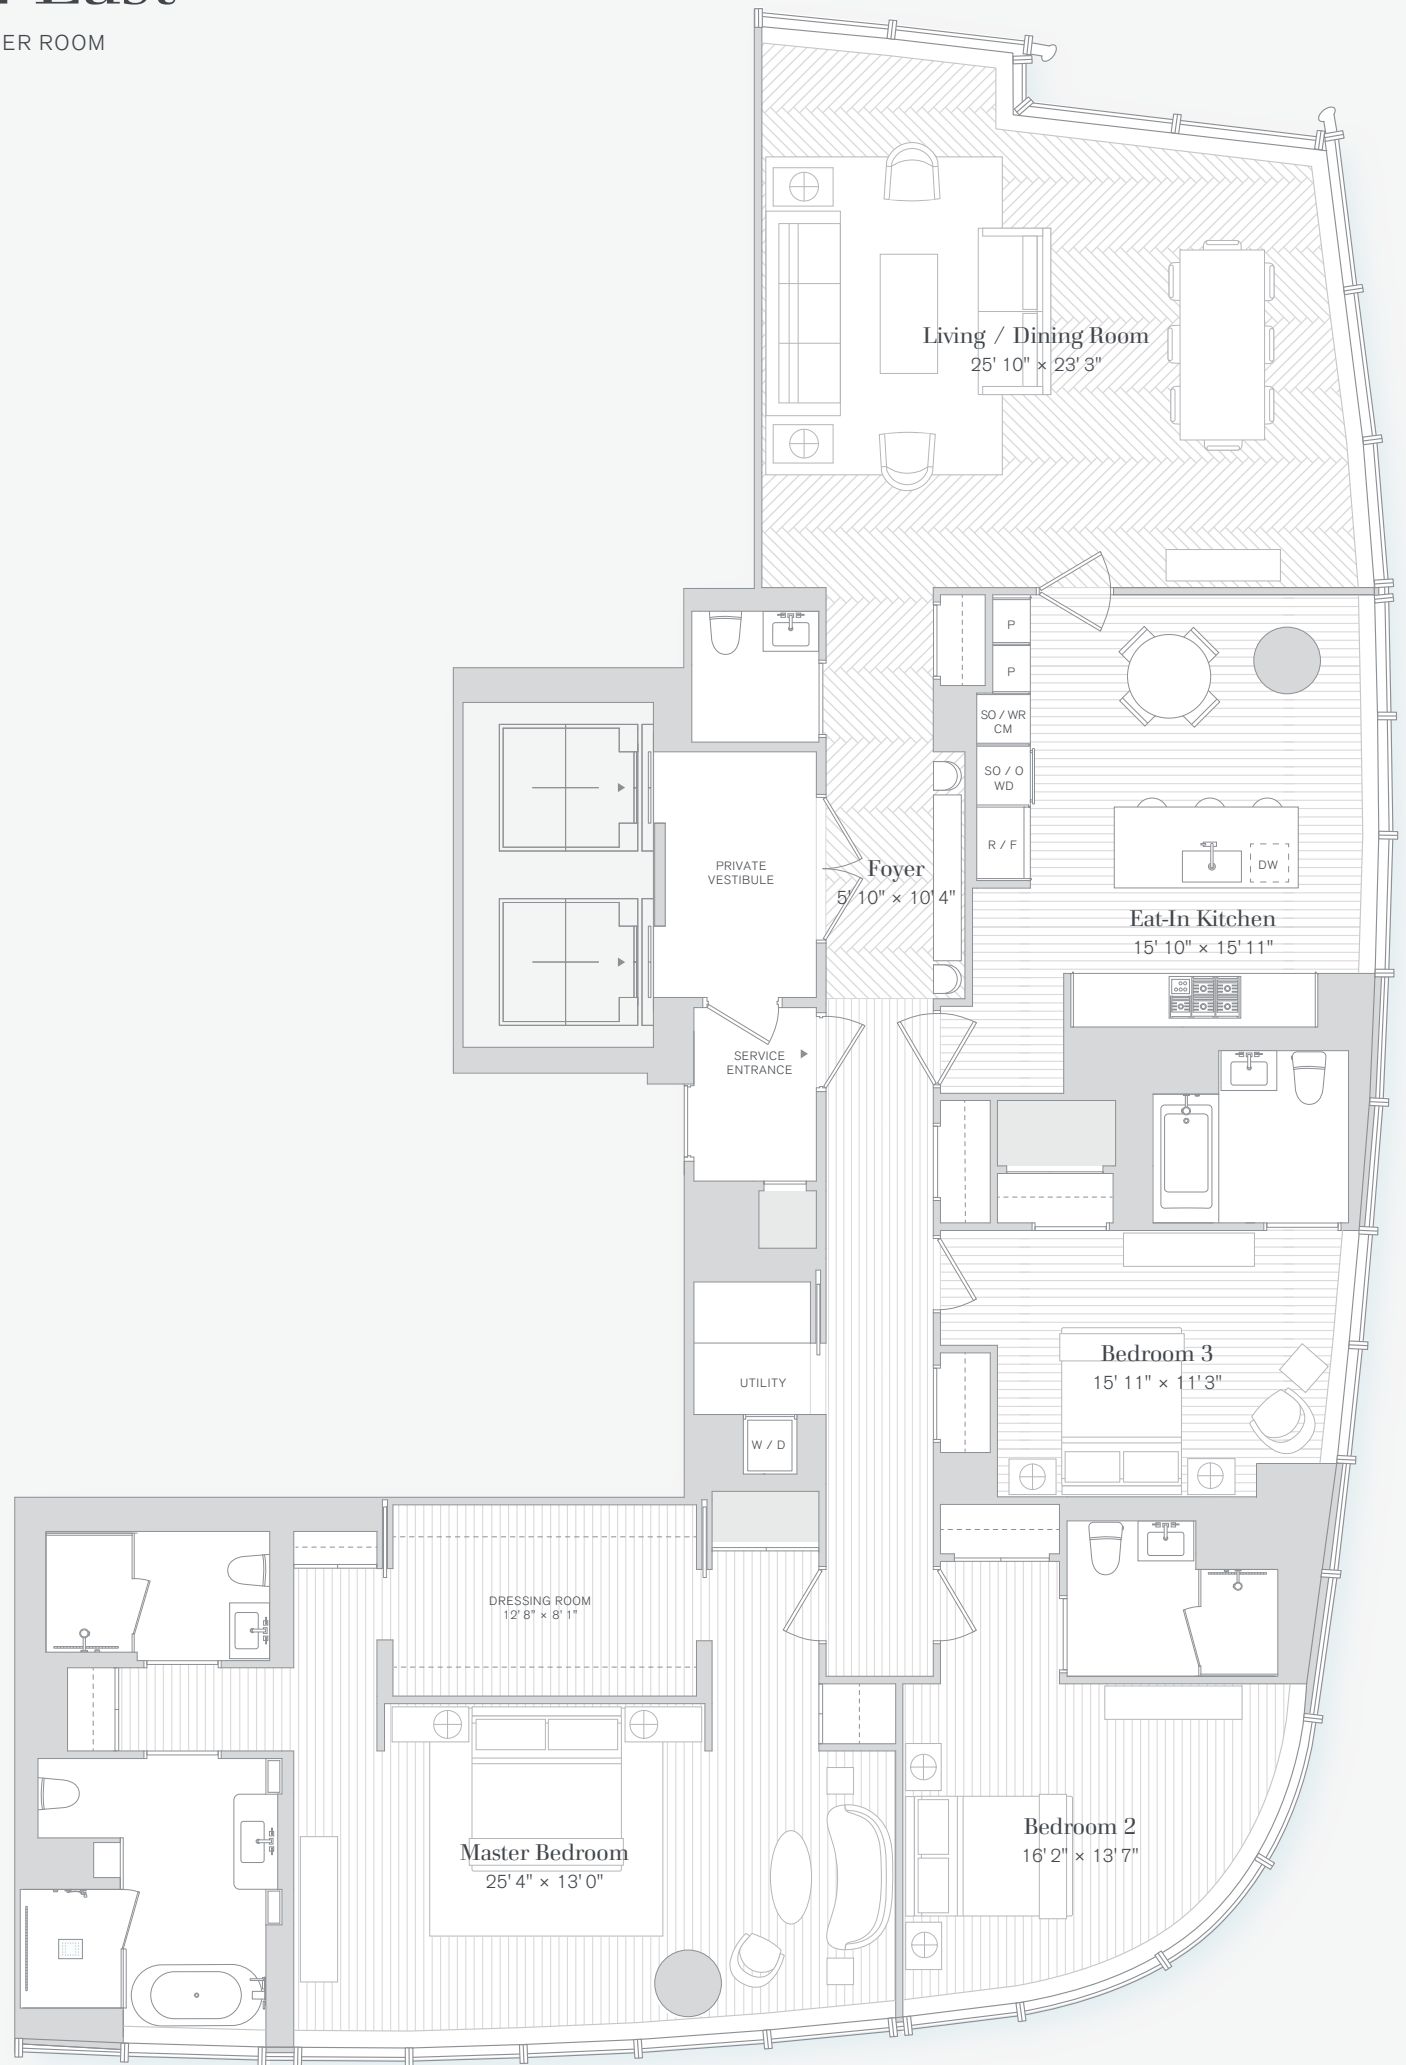 East
ER ROOM
Living / Dining Room
25' 10" × 23' 3"
P
P
SO / WR
CM
SO / O
WD
R / F
DW
PRIVATE
VESTIBULE
Foyer
5' 10" × 10' 4"
Eat-In Kitchen
15' 10" × 15' 11"
SERVICE
ENTRANCE
Bedroom 3
15' 11" × 11' 3"
UTILITY
W / D
DRESSING ROOM
12' 8" × 8' 1"
Master Bedroom
25' 4" × 13' 0"
Bedroom 2
16' 2" × 13' 7"